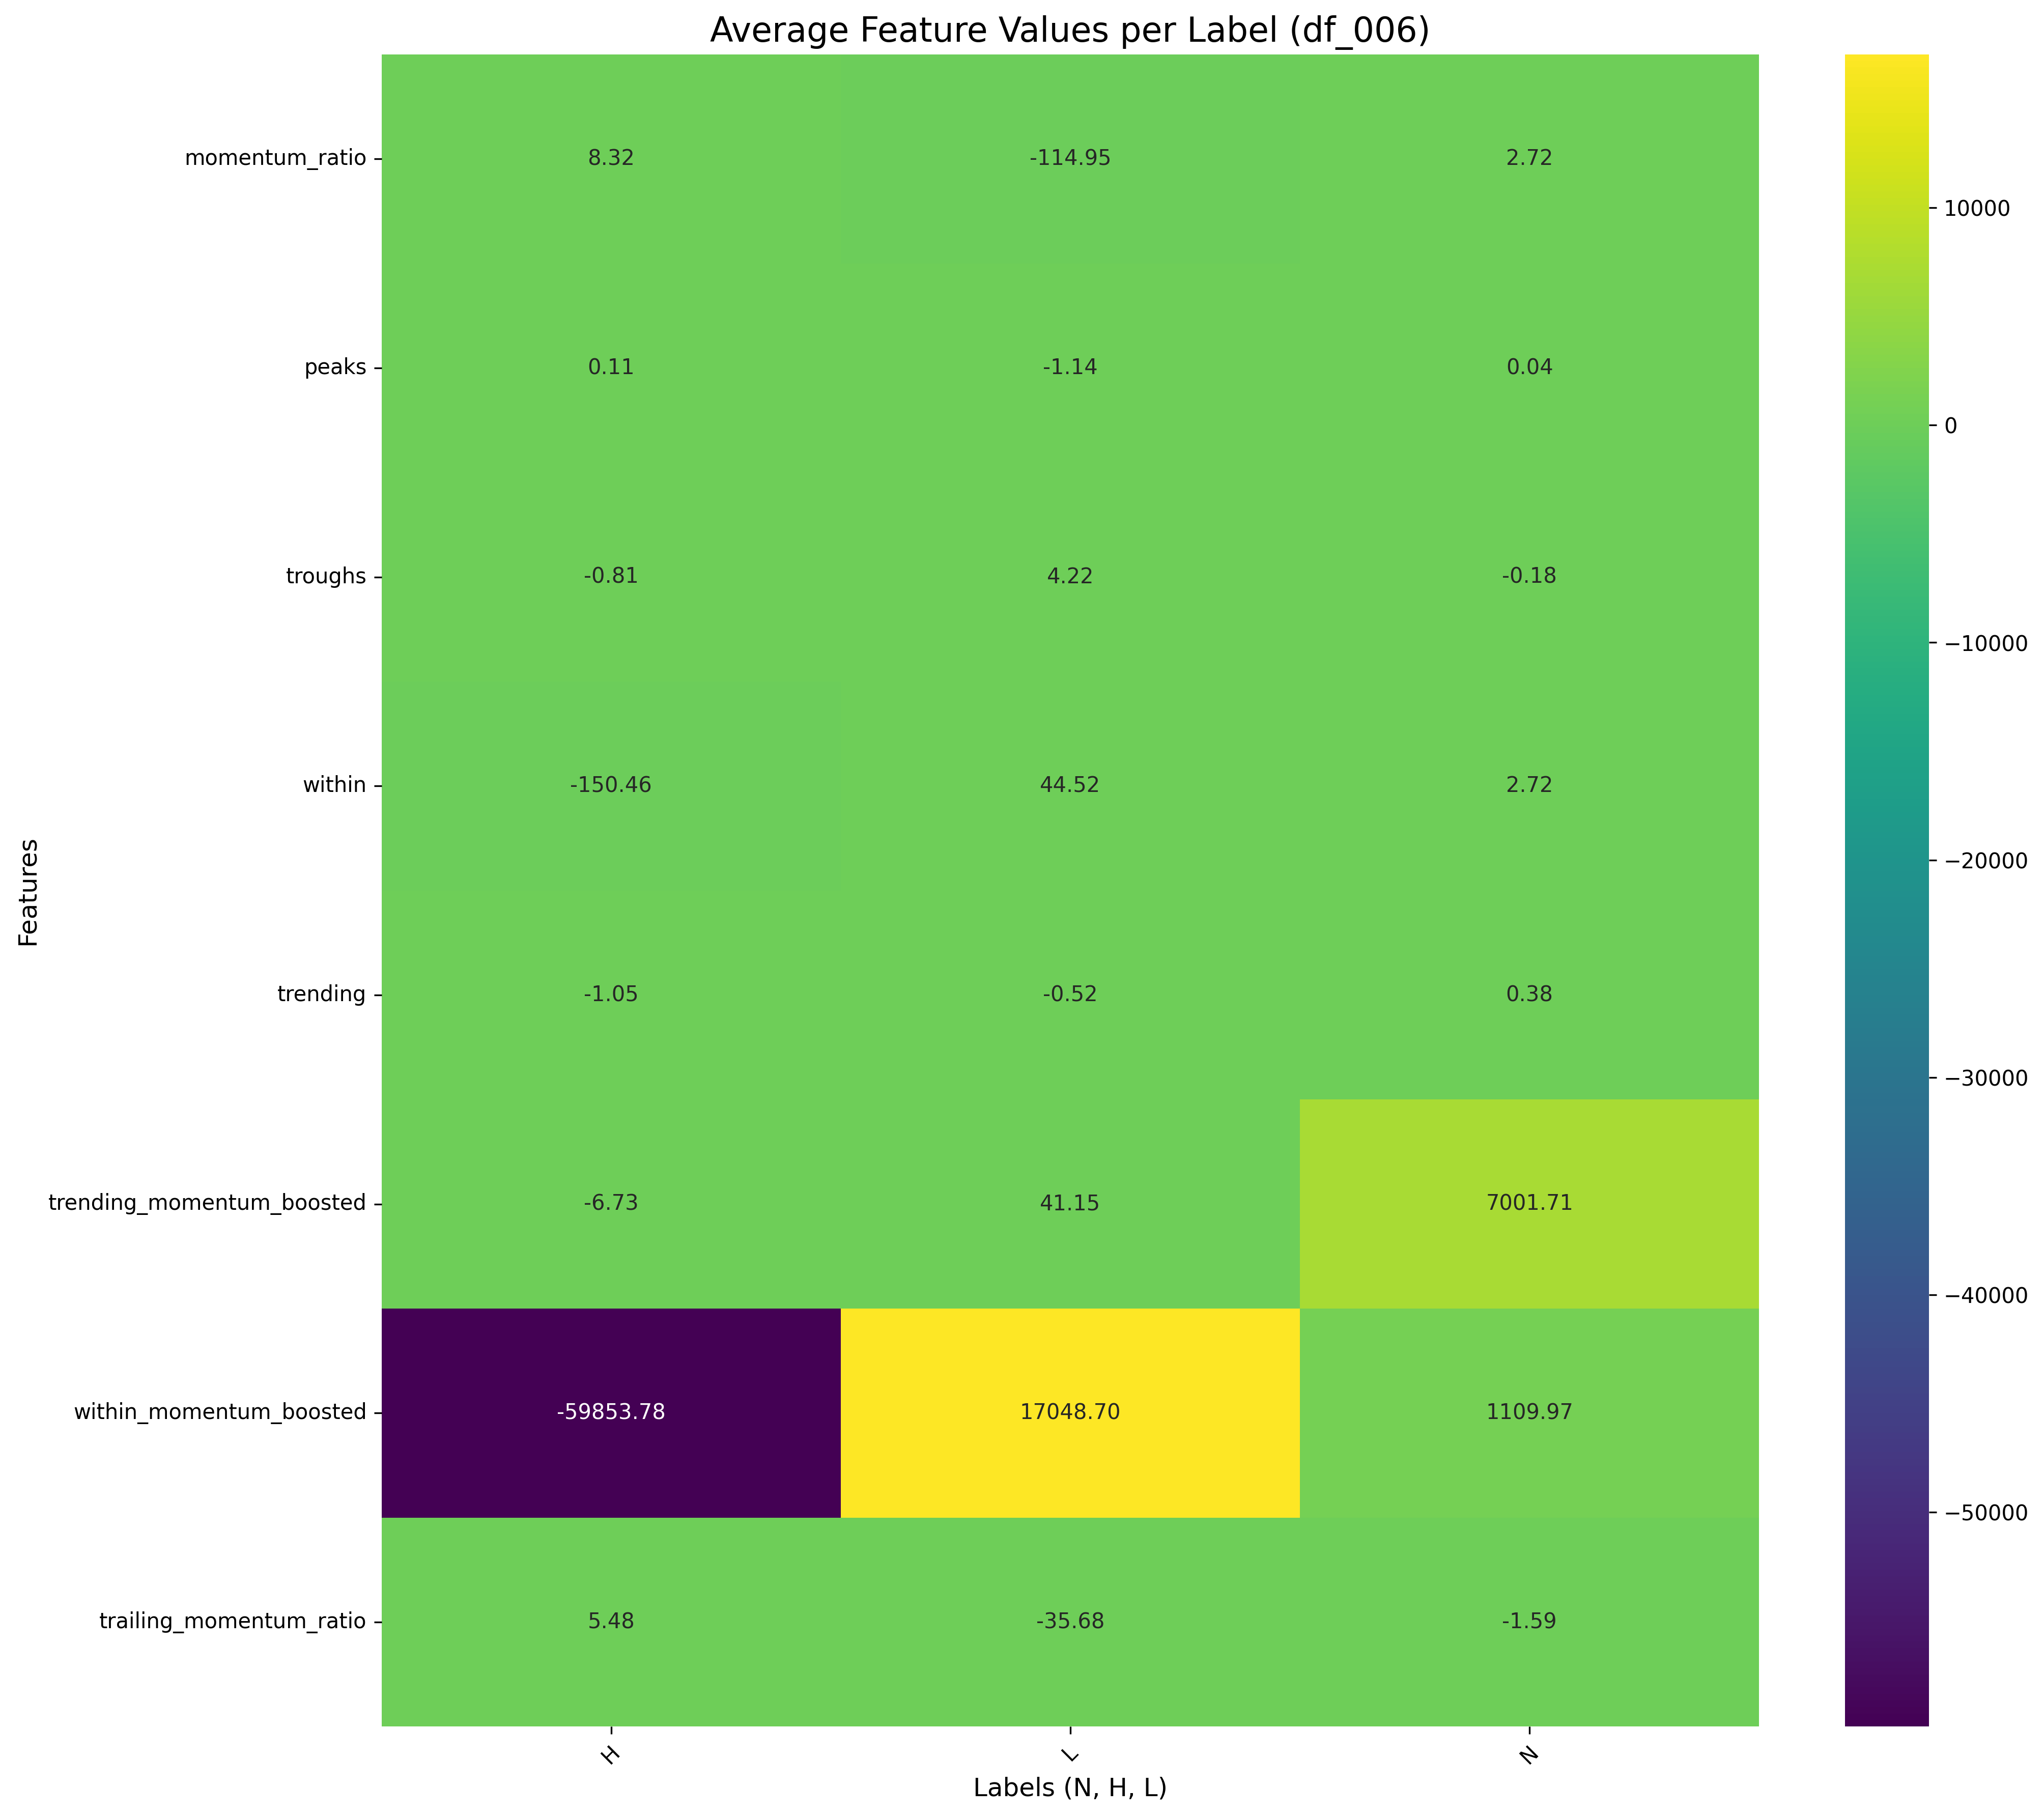 Average Feature Values per Label (df_006)
Features
momentum_ratio 8.32 -114.95 2.72
peaks 0.11 -1.14 0.04
troughs -0.81 4.22 -0.18
within -150.46 44.52 2.72
trending -1.05 -0.52 0.38
trending_momentum_boosted -6.73 41.15 7001.71
within_momentum_boosted -59853.78 17048.70 1109.97
trailing_momentum_ratio 5.48 -35.68 -1.59
H L N
Labels (N, H, L)
10000
0
−10000
−20000
−30000
−40000
−50000